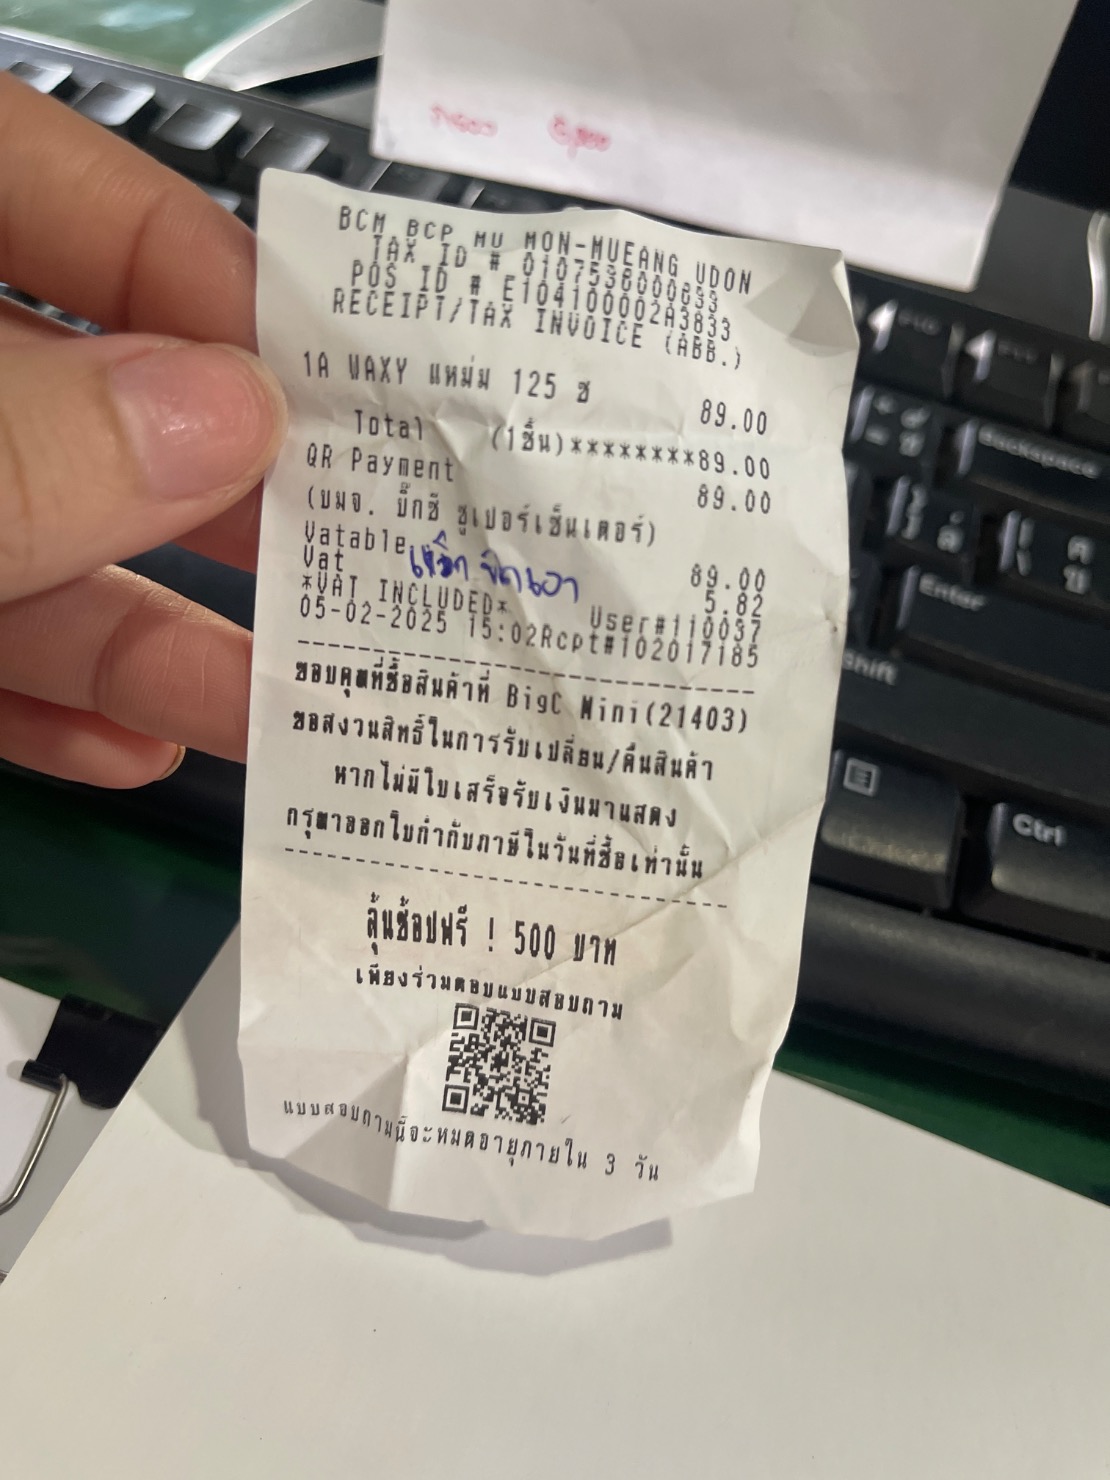 BCM BCP MU MON-MUEANG UDON
TAX ID # 0107536000633
POS ID # E104100002A3833
RECEIPT/TAX INVOICE (ABB.)
1A WAXY แหม่ม 125 ช 89.00
Total (1ชิ้น)********89.00
QR Payment 89.00
(บมจ. บิ๊กซี ซูเปอร์เซ็นเตอร์)
Vatable 89.00
Vat 5.82
*VAT INCLUDED* User#110037
05-02-2025 15:02Rcpt#102017185
ขอบคุณที่ซื้อสินค้าที่ BigC Mini(21403)
ขอสงวนสิทธิ์ในการรับเปลี่ยน/คืนสินค้า
หากไม่มีใบเสร็จรับเงินมาแสดง
กรุณาออกใบกำกับภาษีในวันที่ซื้อเท่านั้น
ลุ้นช้อปฟรี ! 500 บาท
เพียงร่วมตอบแบบสอบถาม
แบบสอบถามนี้จะหมดอายุภายใน 3 วัน
Backspace
Enter
Shift
Ctrl